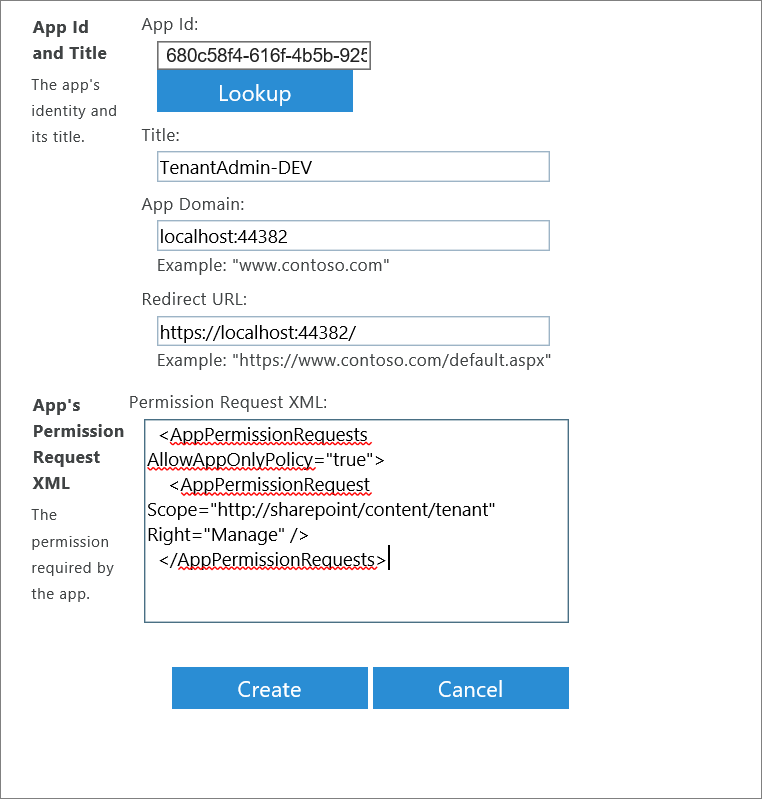 App Id
and Title
The app's
identity and
its title.
App Id:
680c58f4-616f-4b5b-925
Lookup
Title:
TenantAdmin-DEV
App Domain:
localhost:44382
Example: "www.contoso.com"
Redirect URL:
https://localhost:44382/
Example: "https://www.contoso.com/default.aspx"
App's
Permission
Request
XML
The
permission
required by
the app.
Permission Request XML:
<AppPermissionRequests
AllowAppOnlyPolicy="true">
<AppPermissionRequest
Scope="http://sharepoint/content/tenant"
Right="Manage" />
</AppPermissionRequests>
Create
Cancel